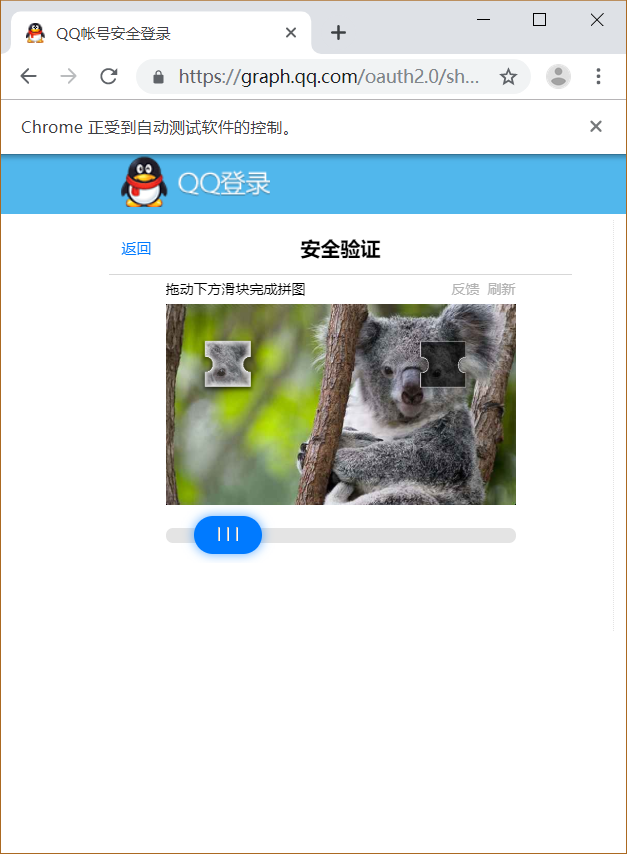 QQ帐号安全登录
https://graph.qq.com/oauth2.0/sh...
Chrome 正受到自动测试软件的控制。
QQ登录
返回
安全验证
拖动下方滑块完成拼图
反馈 刷新